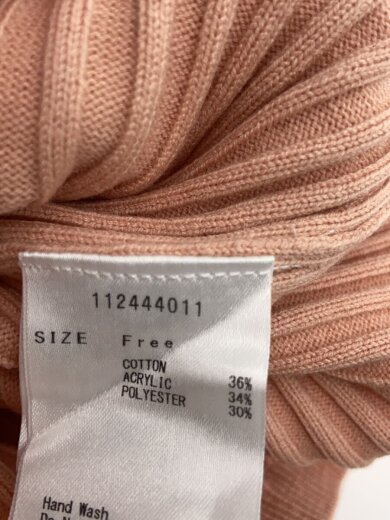 112444011
SIZE Free
COTTON 36%
ACRYLIC 34%
POLYESTER 30%
Hand Wash